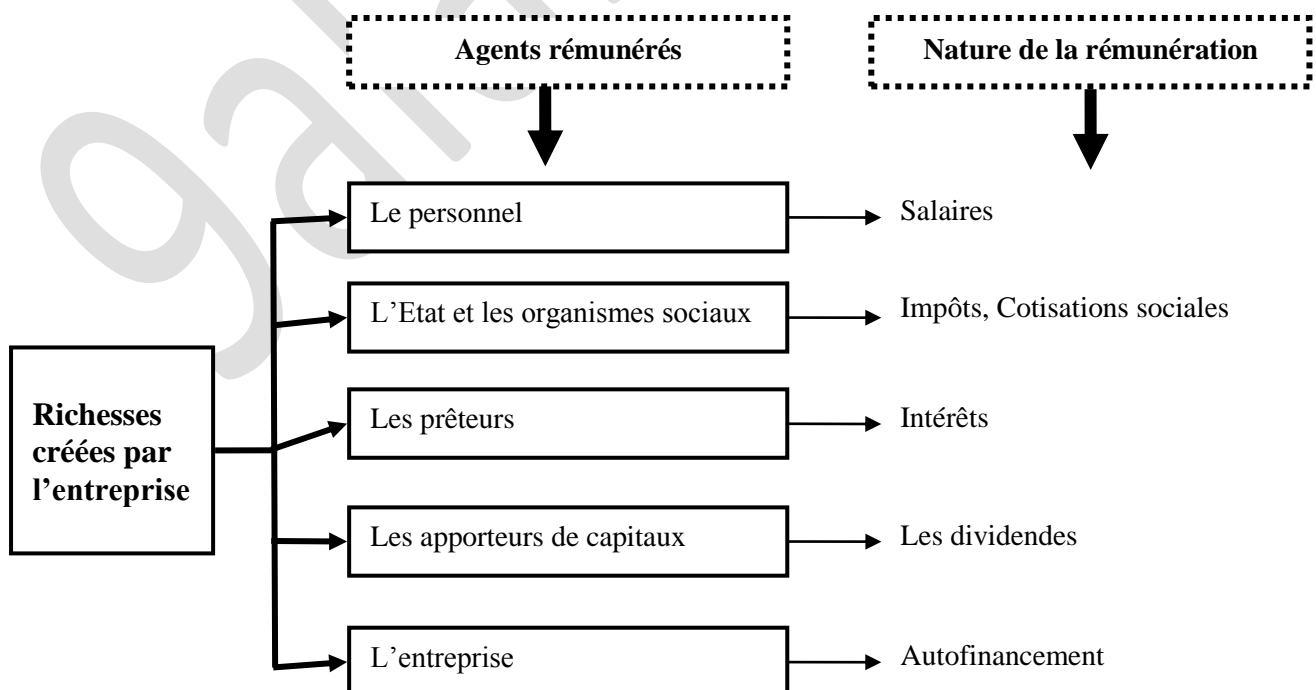 Agents rémunérés
Nature de la rémunération
Le personnel
Salaires
L’Etat et les organismes sociaux
Impôts, Cotisations sociales
Richesses
créées par
l’entreprise
Les prêteurs
Intérêts
Les apporteurs de capitaux
Les dividendes
L’entreprise
Autofinancement